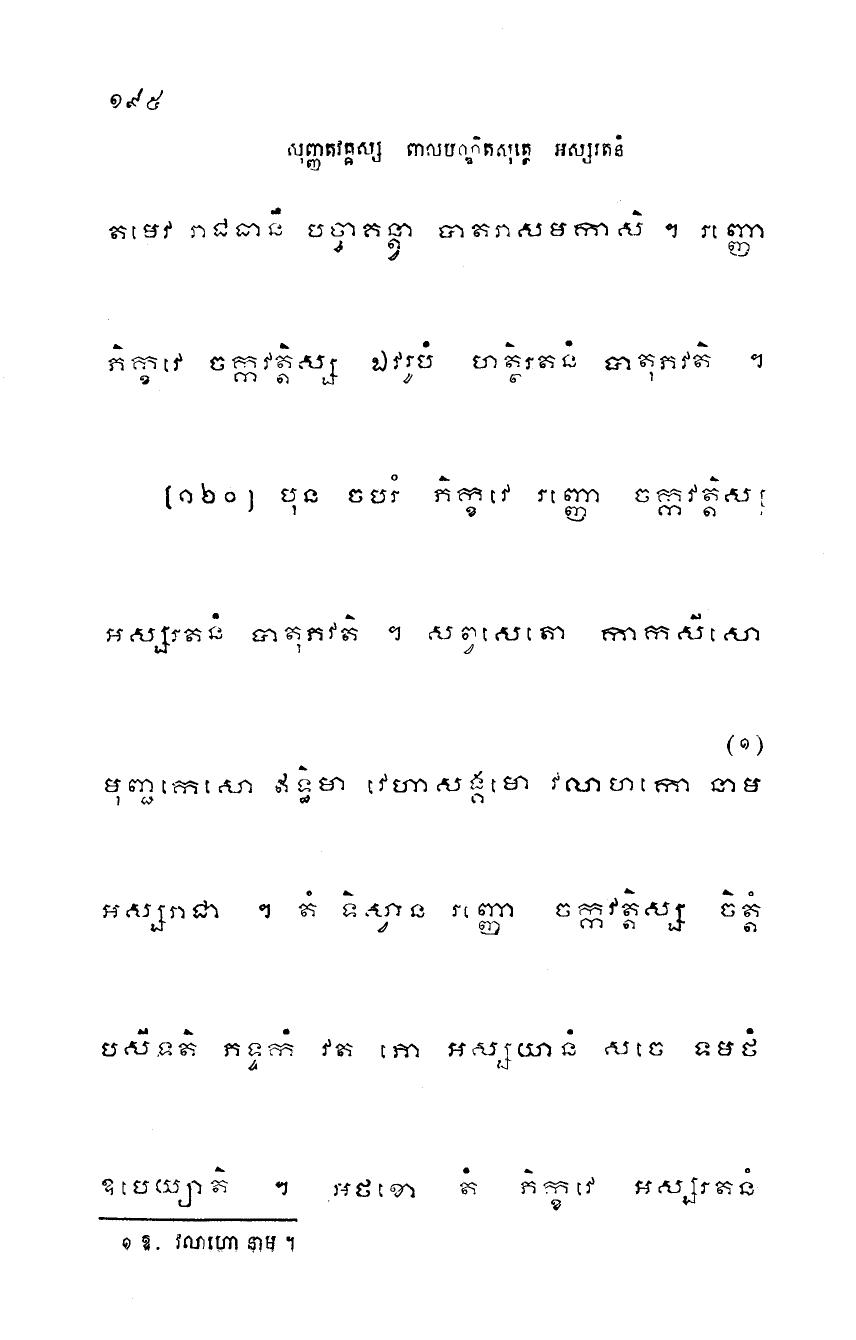 ១៩៥
សុញ្ញតវគ្គស្ស ពាលបណ្ឌិតសុត្តេ អស្សរតនំ
តមេវ រាជធានឹ បច្ចាគន្ត្វា បាតរាសមកាសិ ។ រញ្ញោ
ភិក្ខវេ ចក្កវត្តិស្ស ឯវរូបំ ហត្ថិរតនំ បាតុភវតិ ។
[១៦០] បុន ចបរំ ភិក្ខវេ រញ្ញោ ចក្កវត្តិស្ស
អស្សរតនំ បាតុភវតិ ។ សព្វសេតោ កាកសីសោ
(១)
មុញ្ជកេសោ ឥទ្ធិមា វេហាសង្គមោ វលាហកោ នាម
អស្សរាជា ។ តំ ទិស្វាន រញ្ញោ ចក្កវត្តិស្ស ចិត្តំ
បសីទតិ ភទ្ទកំ វត ភោ អស្សយានំ សចេ ទមថំ
ឧបេយ្យាតិ ។ អថខោ តំ ភិក្ខវេ អស្សរតនំ
១ ឱ. វលាហោ នាម ។